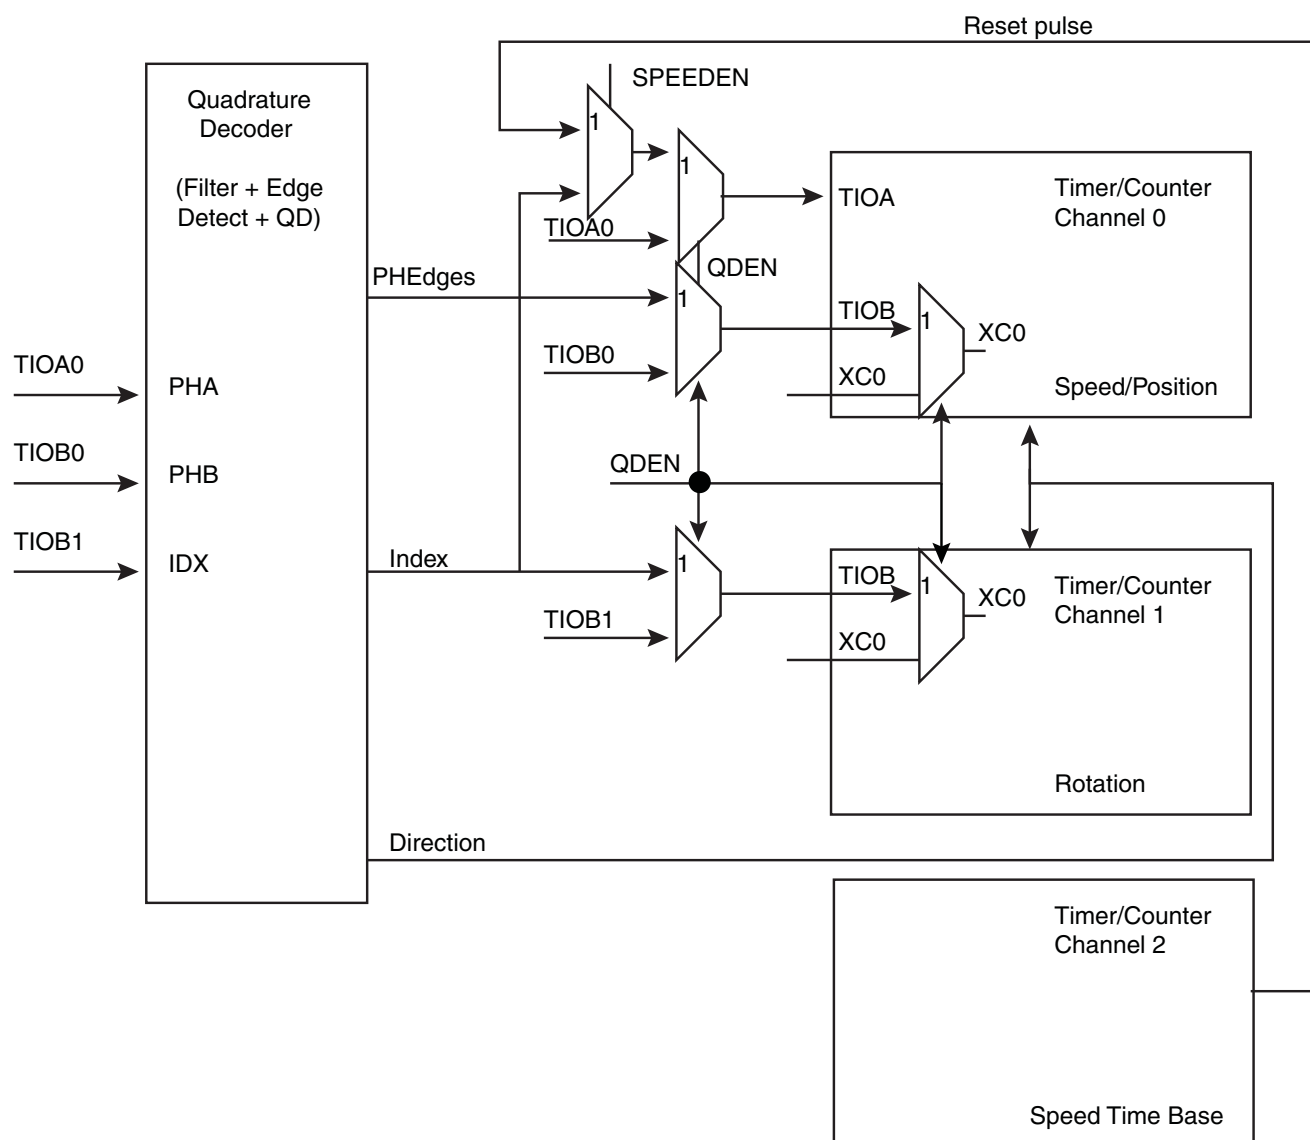 Reset pulse
SPEEDEN
Quadrature
Decoder
(Filter + Edge
Detect + QD)
1
1
TIOA
Timer/Counter
Channel 0
TIOA0
QDEN
PHEdges
1
TIOB
1
XC0
TIOB0
XC0
Speed/Position
TIOA0
PHA
TIOB0
PHB
QDEN
TIOB1
IDX
Index
1
TIOB
1
XC0
Timer/Counter
Channel 1
TIOB1
XC0
Rotation
Direction
Timer/Counter
Channel 2
Speed Time Base